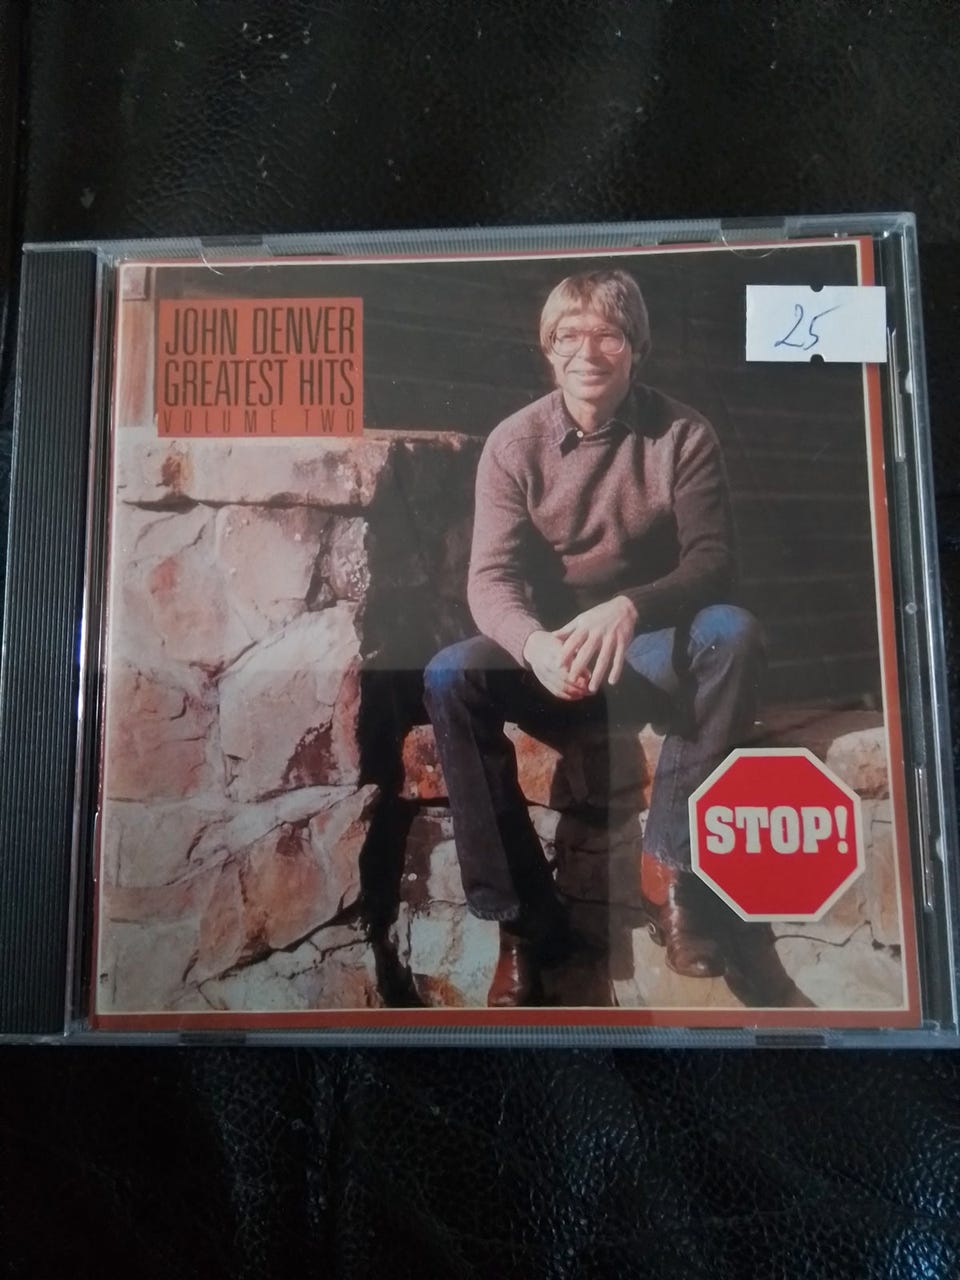 JOHN DENVER
GREATEST HITS
VOLUME TWO
25
STOP!